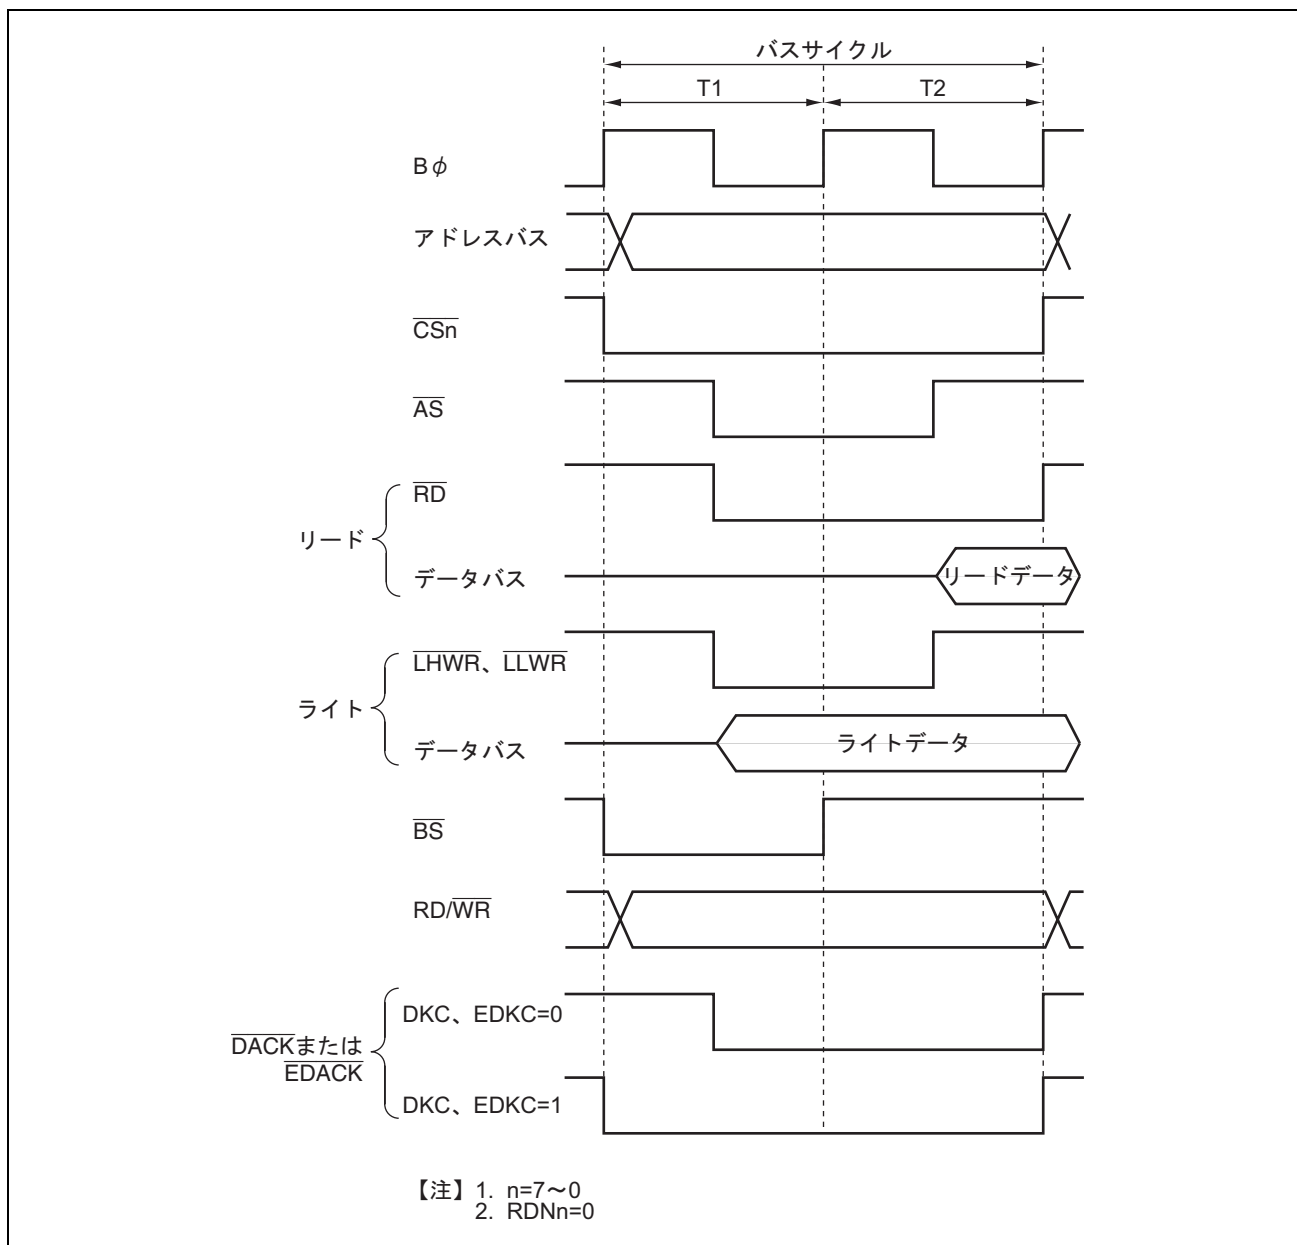 バスサイクル
T1 T2
Bφ
アドレスバス
CSn
AS
RD
リード
データバス リードデータ
LHWR、LLWR
ライト
データバス ライトデータ
BS
RD/WR
DKC、EDKC=0
DACKまたは
EDACK
DKC、EDKC=1
【注】 1. n=7～0
2. RDNn=0